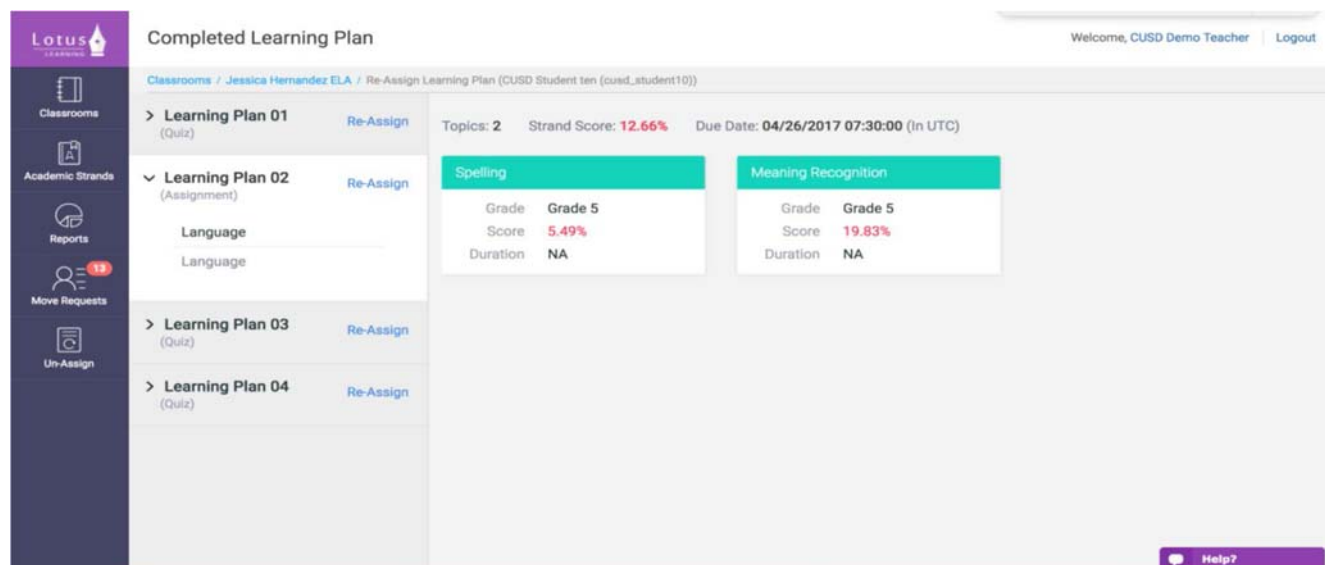 Lotus
LEARNING
Completed Learning Plan
Welcome, CUSD Demo Teacher
Logout
Classrooms / Jessica Hernandez ELA / Re-Assign Learning Plan (CUSD Student ten (cusd_student10))
Classrooms
Academic Strands
Reports
13
Move Requests
Un-Assign
> Learning Plan 01
Re-Assign
(Quiz)
Learning Plan 02
Re-Assign
(Assignment)
Language
Language
> Learning Plan 03
Re-Assign
(Quiz)
> Learning Plan 04
Re-Assign
(Quiz)
Topics: 2 Strand Score: 12.66% Due Date: 04/26/2017 07:30:00 (In UTC)
Spelling
Grade Grade 5
Score 5.49%
Duration NA
Meaning Recognition
Grade Grade 5
Score 19.83%
Duration NA
Help?